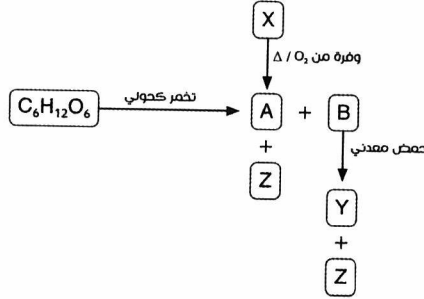 X
Δ / O₂ وفرة من
C₆H₁₂O₆
تخمر كحولي
A + B
+
Z
حمض معدني
Y
+
Z